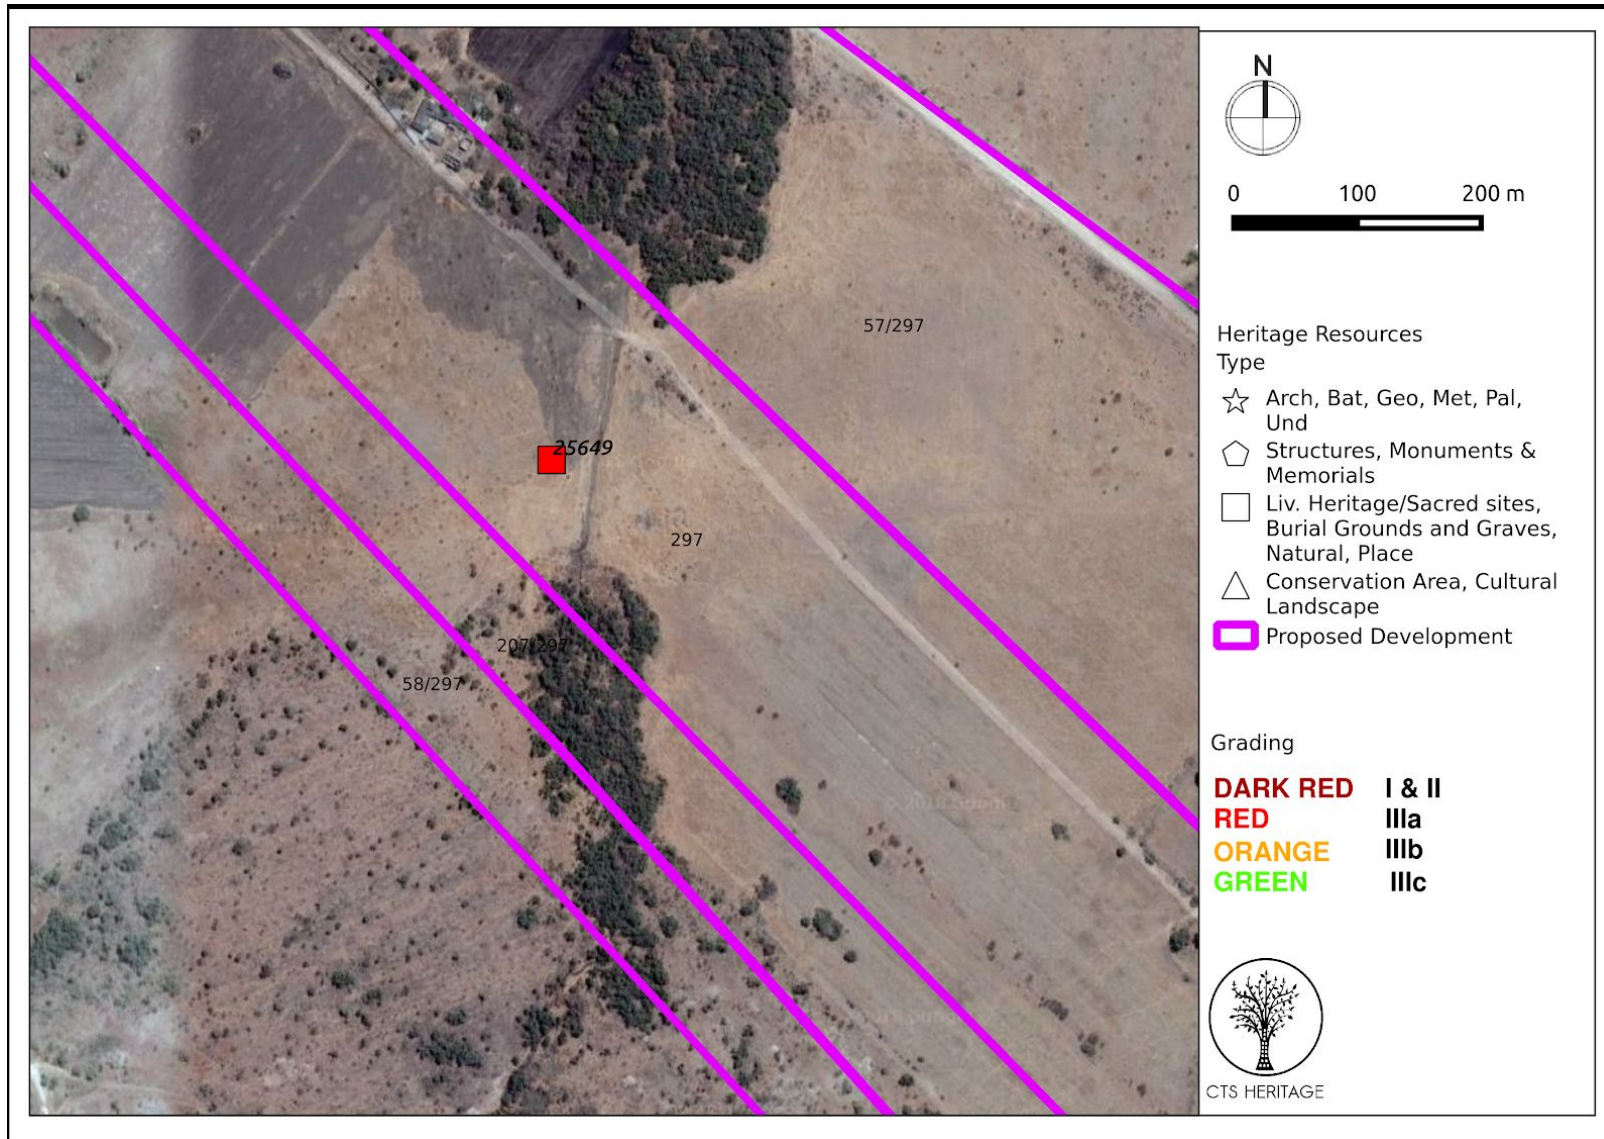 N
0 100 200 m
57/297
25649
297
207/297
58/297
Heritage Resources
Type
Arch, Bat, Geo, Met, Pal,
Und
Structures, Monuments &
Memorials
Liv. Heritage/Sacred sites,
Burial Grounds and Graves,
Natural, Place
Conservation Area, Cultural
Landscape
Proposed Development
Grading
DARK RED I & II
RED IIIa
ORANGE IIIb
GREEN IIIc
CTS HERITAGE